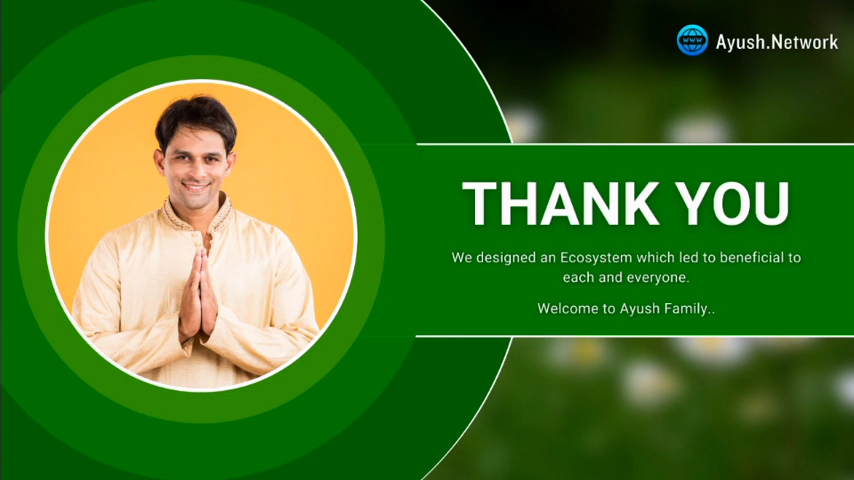 www Ayush.Network
THANK YOU
We designed an Ecosystem which led to beneficial to
each and everyone.
Welcome to Ayush Family..